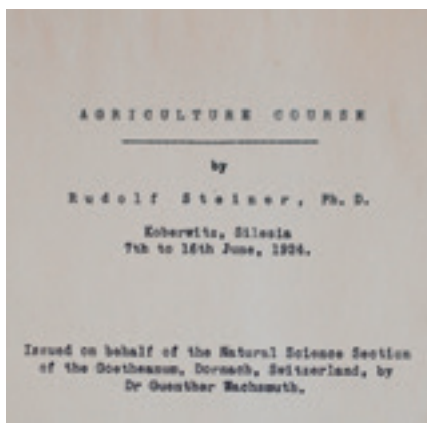 AGRICULTURE COURSE
by
Rudolf Steiner, Ph. D.
Koberwitz, Silesia
7th to 16th June, 1924.
Issued on behalf of the Natural Science Section
of the Goetheanum, Dornach, Switzerland, by
Dr Guenther Wachsmuth.